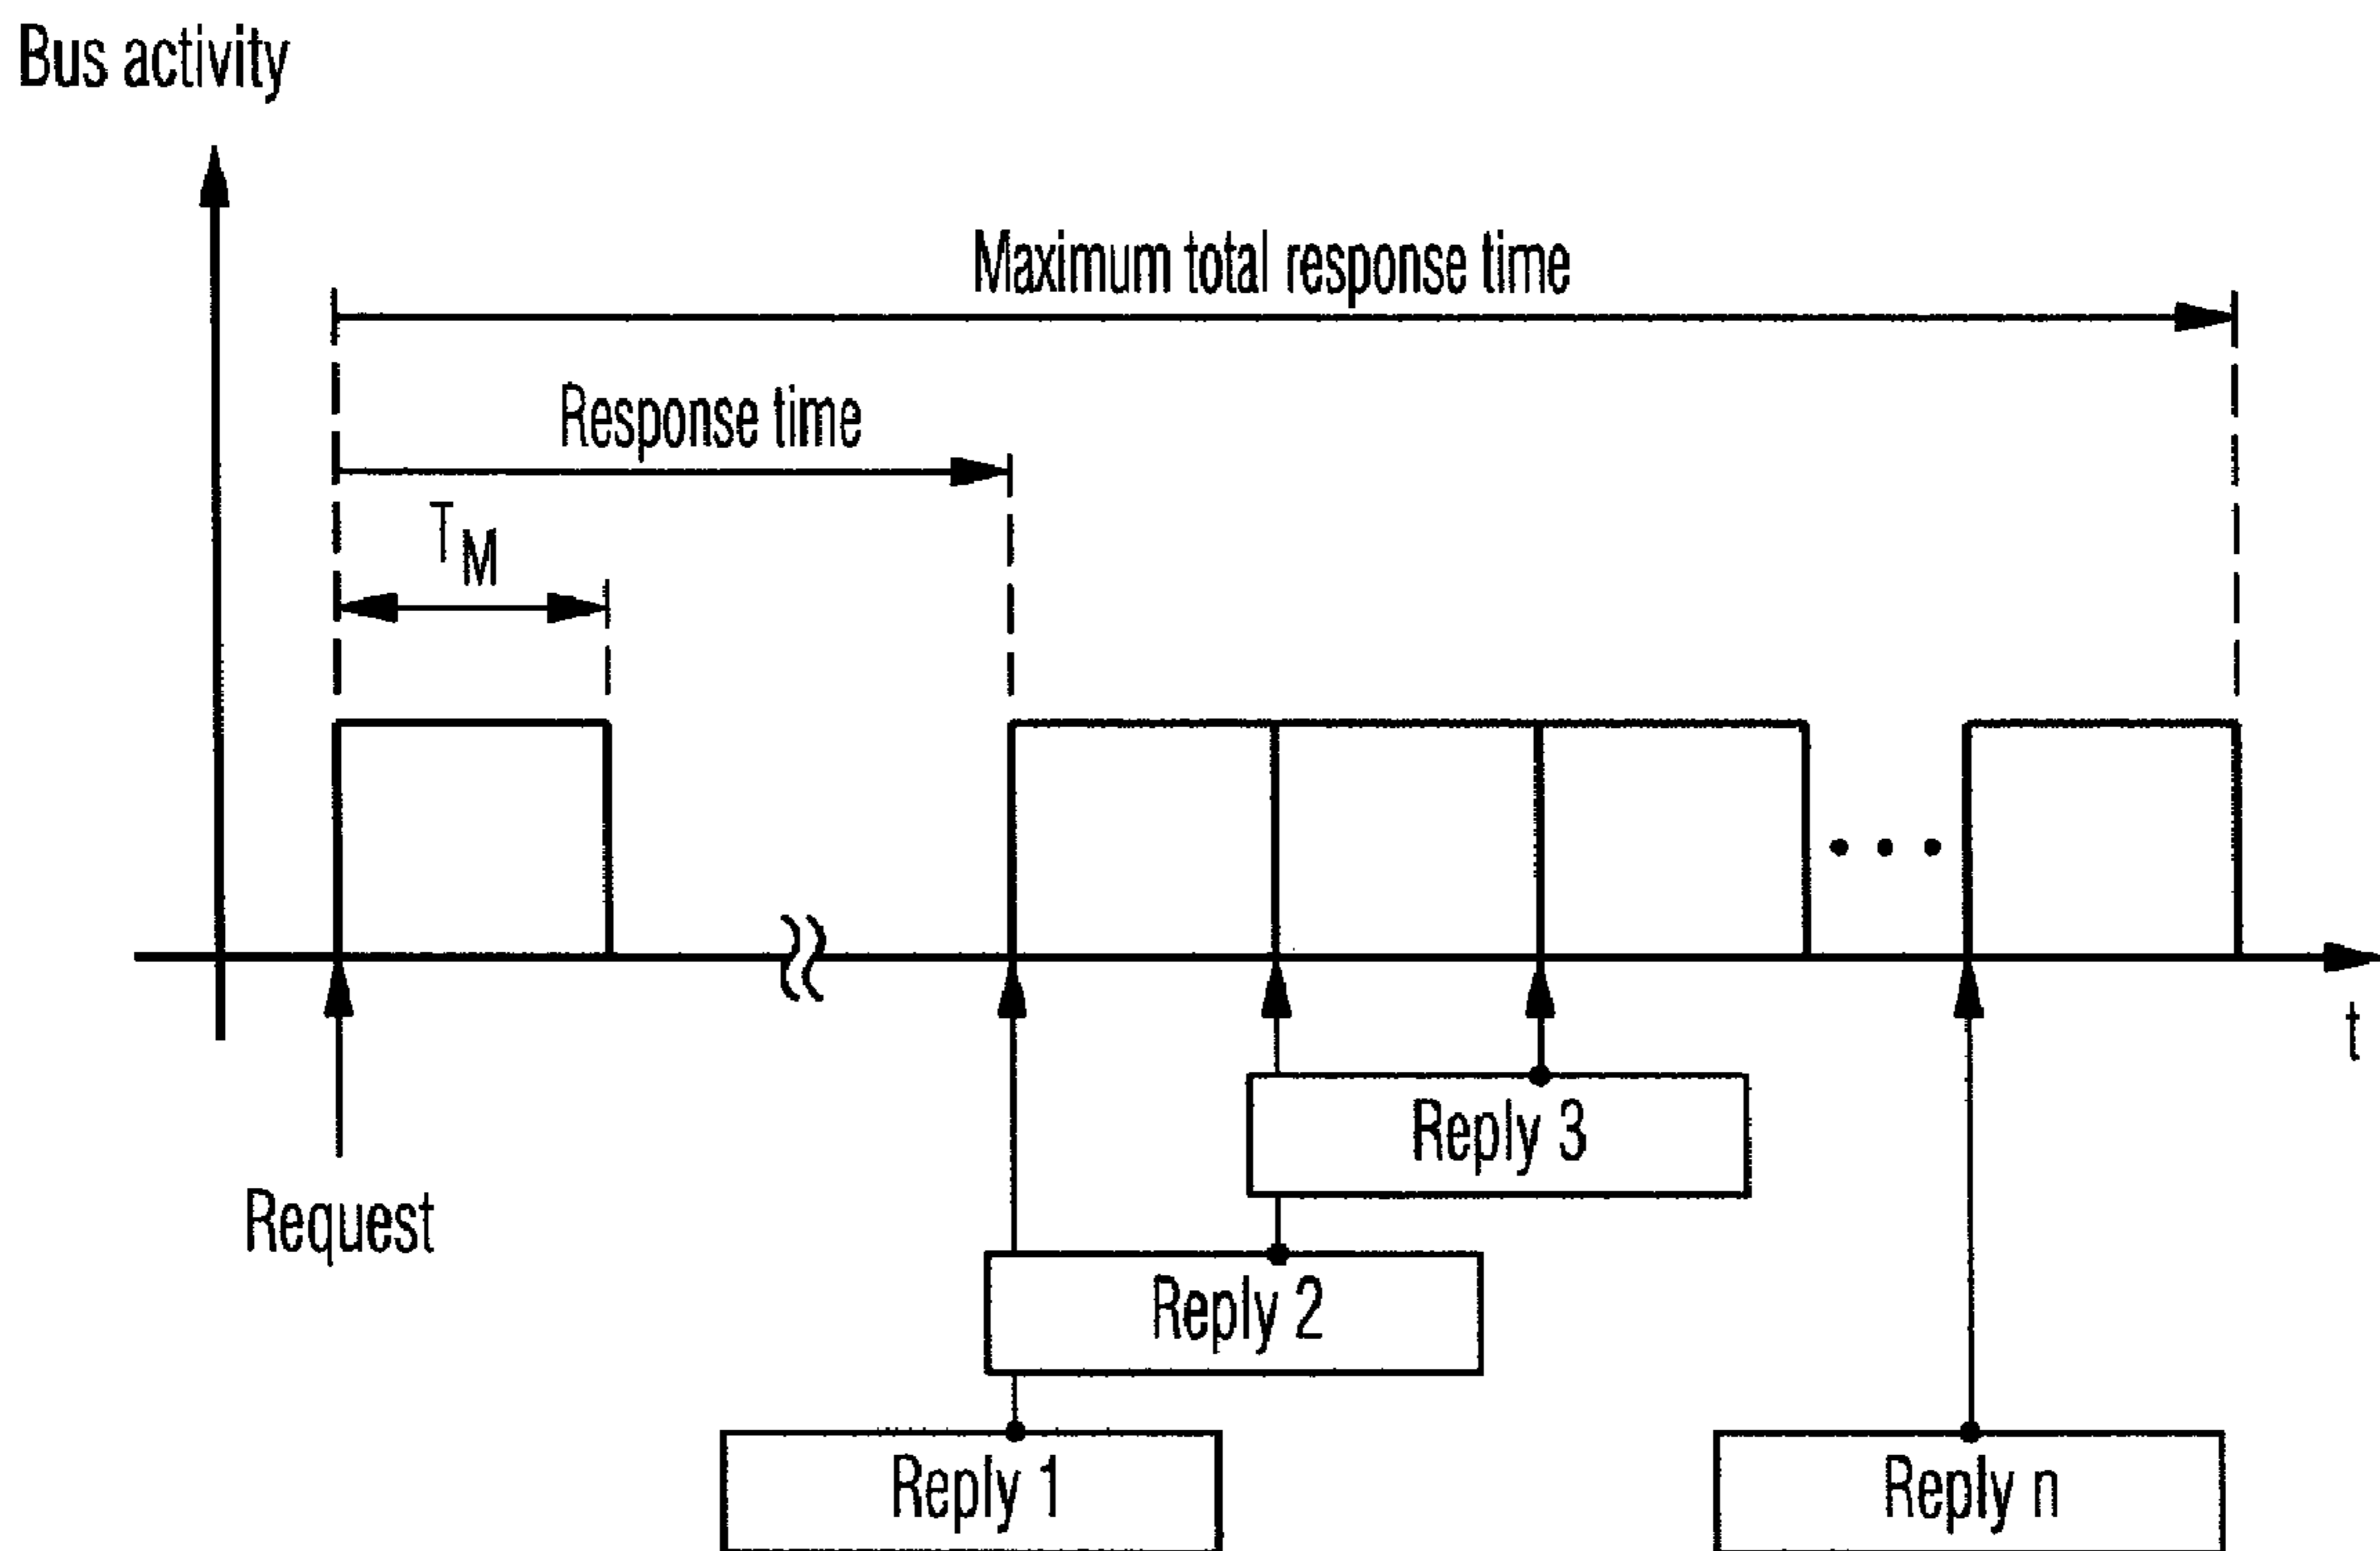 Bus activity
Maximum total response time
Response time
TM
t
Reply 3
Request
Reply 2
Reply 1
Reply n